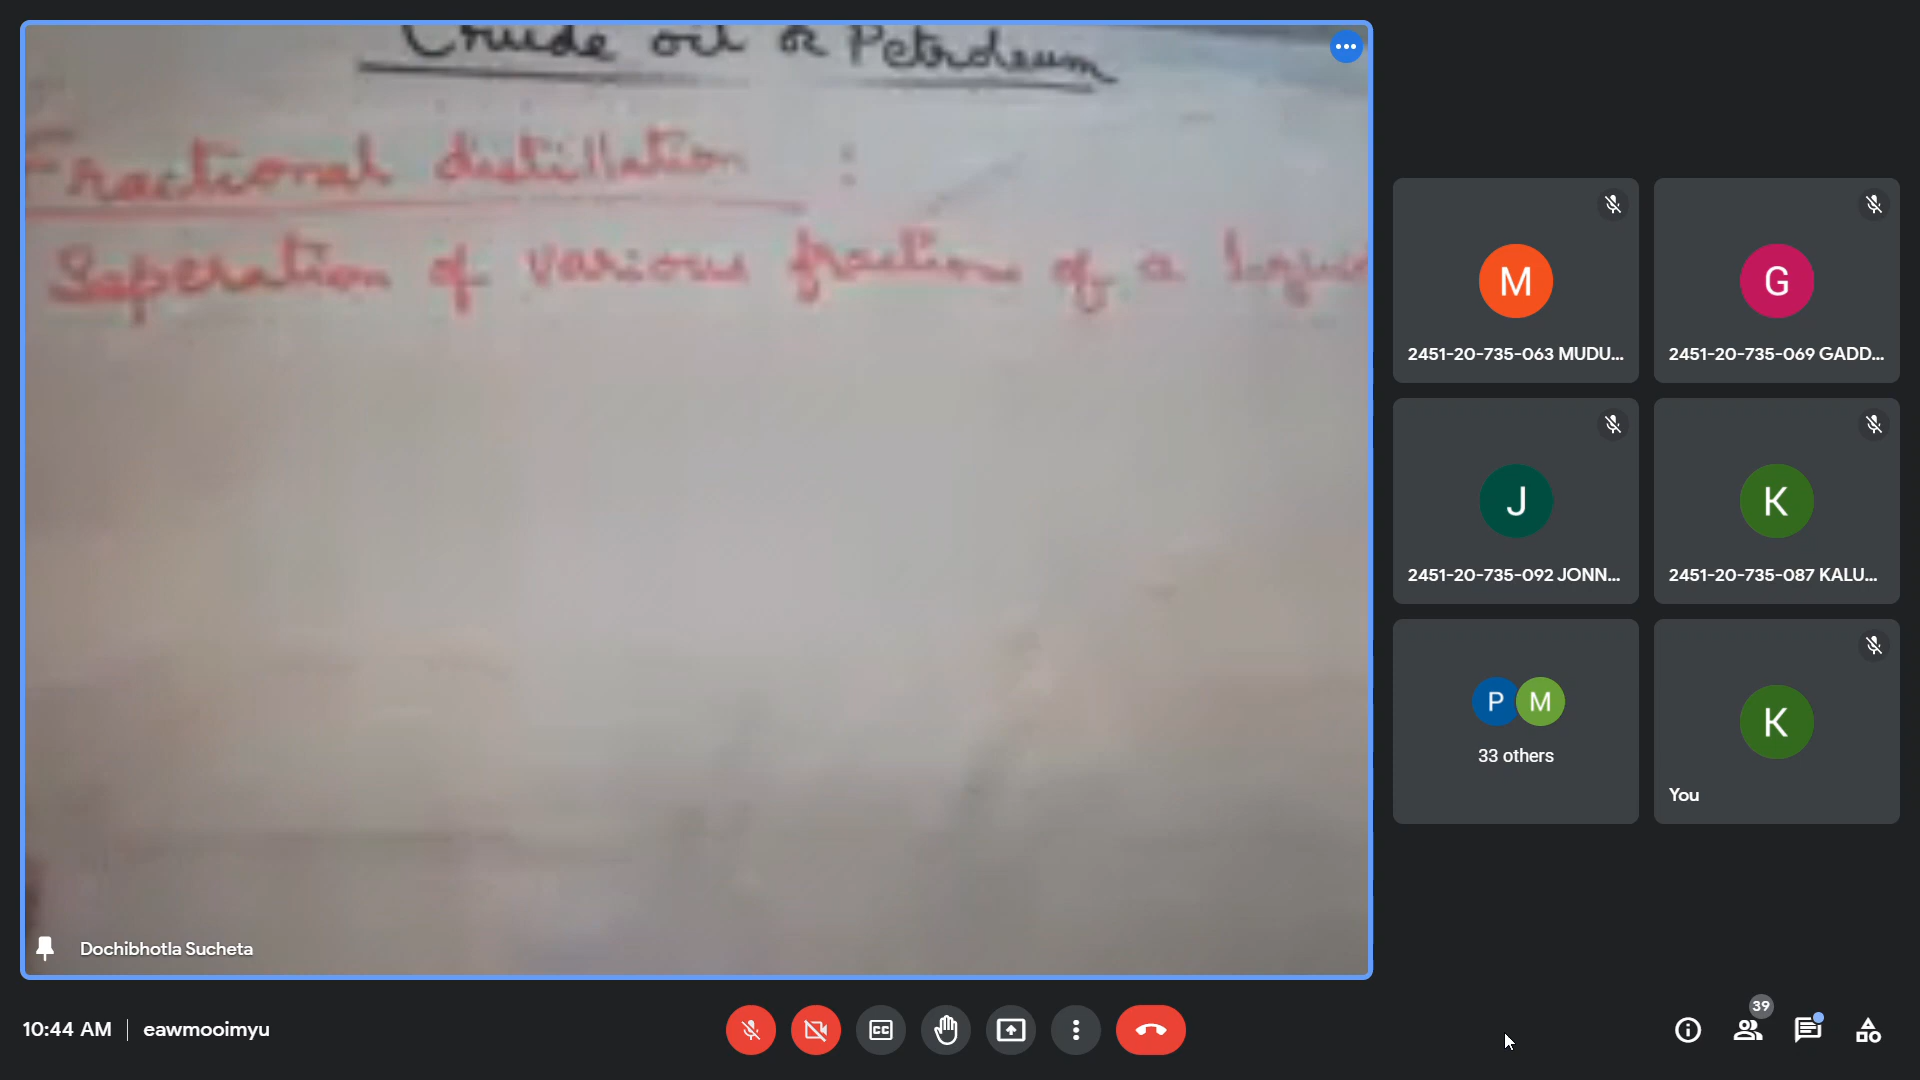 Crude oil or Petroleum
Fractional distillation :
Seperation of various fractions of a liquid
2451-20-735-063 MUDU...
2451-20-735-069 GADD...
2451-20-735-092 JONN...
2451-20-735-087 KALU...
M
G
J
K
P M
33 others
K
You
Dochibhotla Sucheta
10:44 AM | eawmooimyu
CC
39